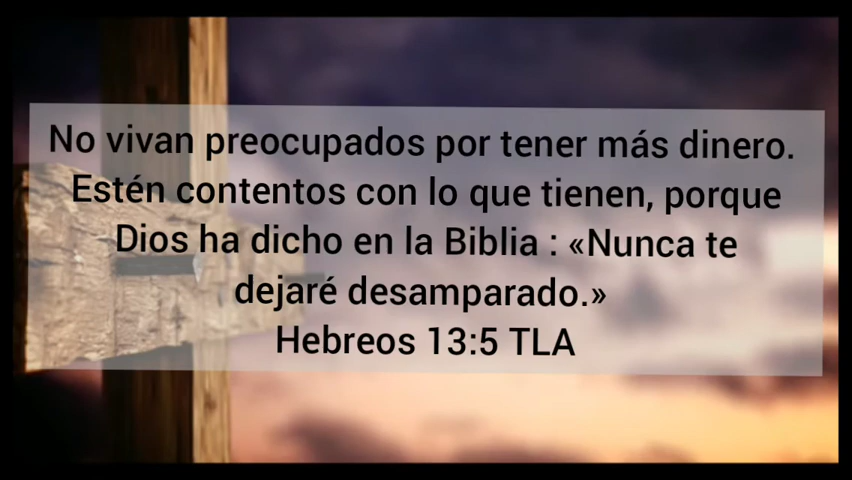 No vivan preocupados por tener más dinero.
Estén contentos con lo que tienen, porque
Dios ha dicho en la Biblia : «Nunca te
dejaré desamparado.»
Hebreos 13:5 TLA